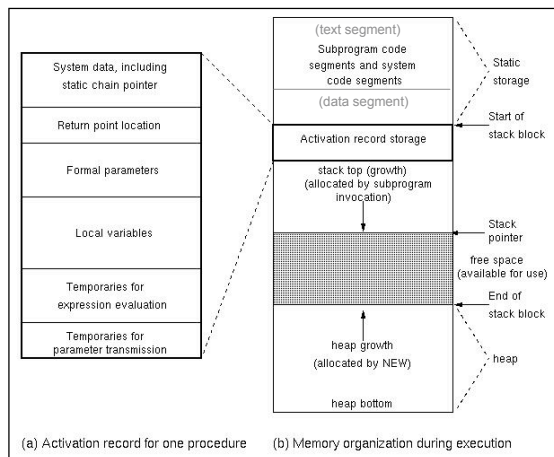 System data, including
static chain pointer
Return point location
Formal parameters
Local variables
Temporaries for
expression evaluation
Temporaries for
parameter transmission
(a) Activation record for one procedure
(text segment)
Subprogram code
segments and system
code segments
(data segment)
Activation record storage
stack top (growth)
(allocated by subprogram
invocation)
heap growth
(allocated by NEW)
heap bottom
Static
storage
Start of
stack block
Stack
pointer
free space
(available for use)
End of
stack block
heap
(b) Memory organization during execution